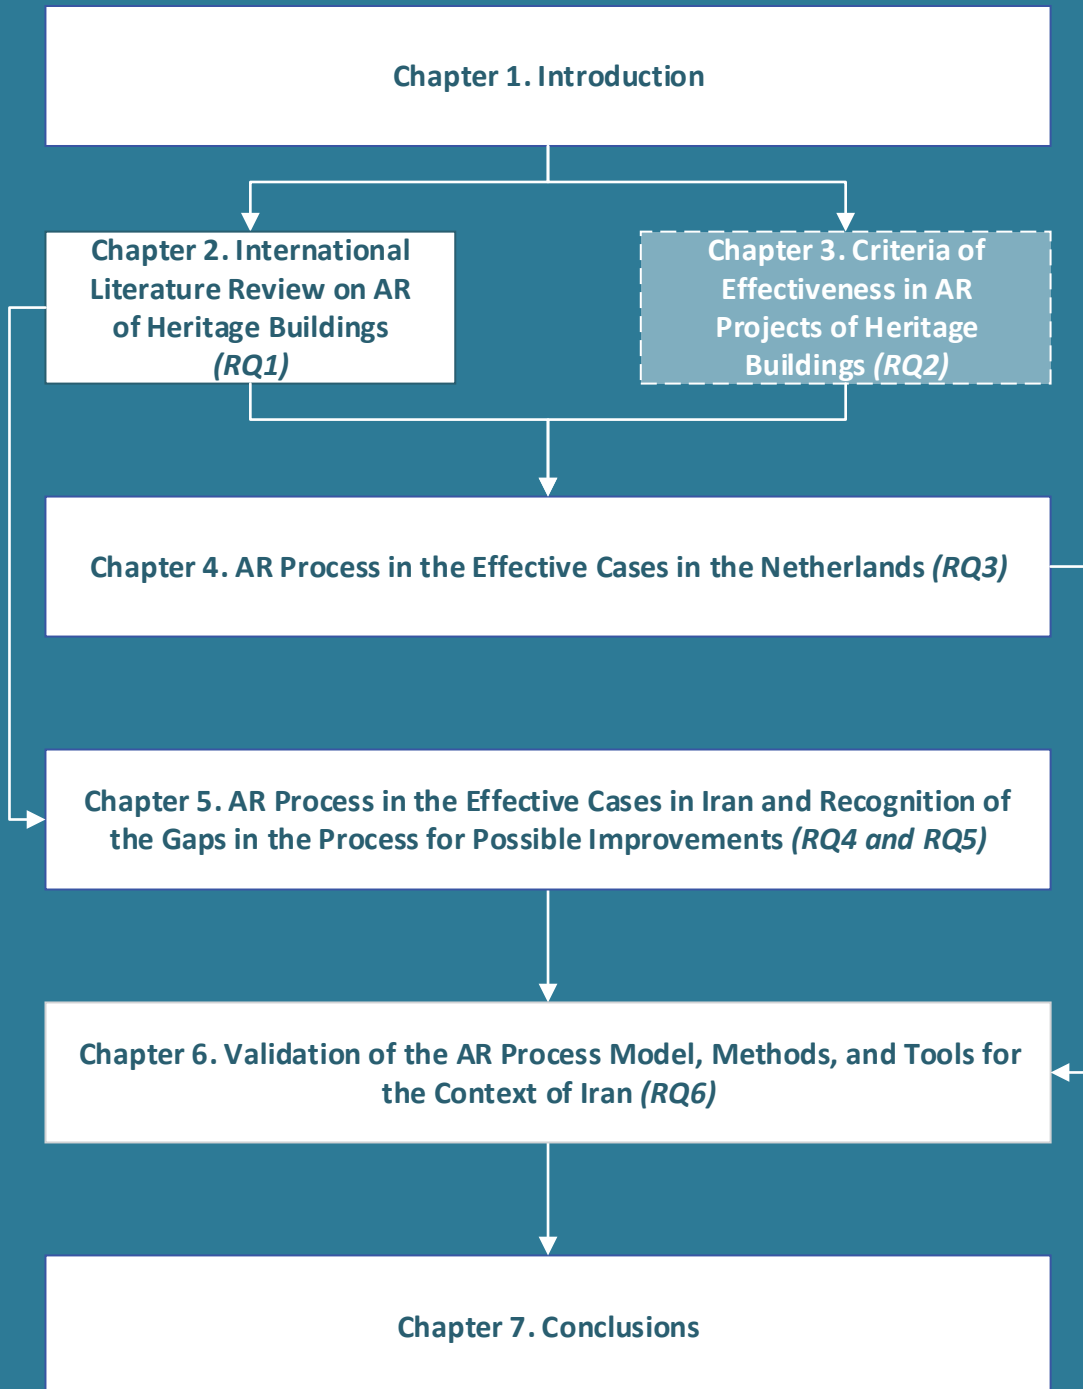 Chapter 1. Introduction
Chapter 2. International
Literature Review on AR
of Heritage Buildings
(RQ1)
Chapter 3. Criteria of
Effectiveness in AR
Projects of Heritage
Buildings (RQ2)
Chapter 4. AR Process in the Effective Cases in the Netherlands (RQ3)
Chapter 5. AR Process in the Effective Cases in Iran and Recognition of
the Gaps in the Process for Possible Improvements (RQ4 and RQ5)
Chapter 6. Validation of the AR Process Model, Methods, and Tools for
the Context of Iran (RQ6)
Chapter 7. Conclusions